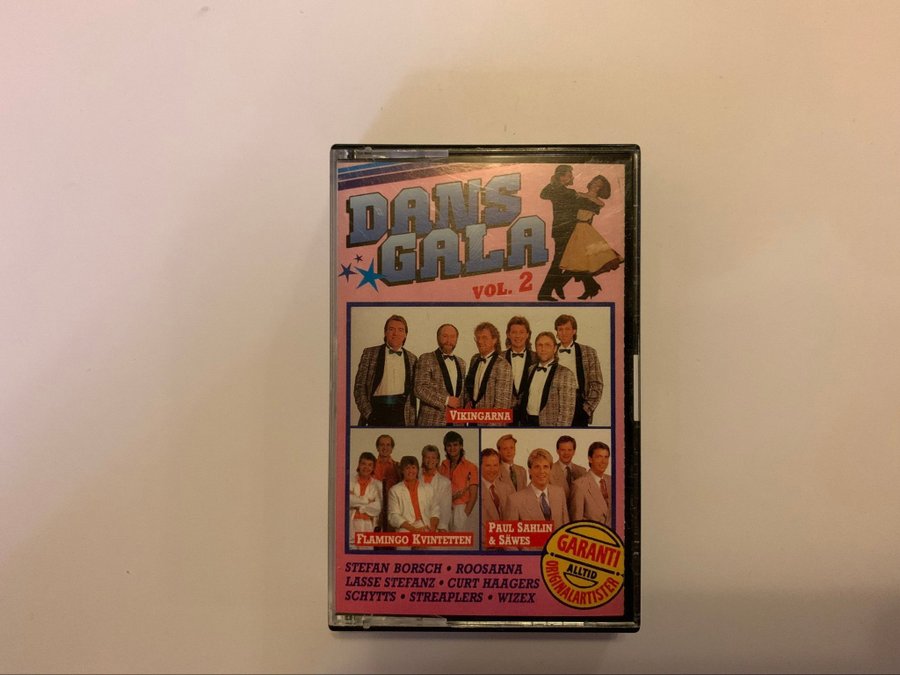 DANS
GALA
VOL. 2
VIKINGARNA
FLAMINGO KVINTETTEN
PAUL SAHLIN
& SÄWES
STEFAN BORSCH • ROOSARNA
LASSE STEFANZ • CURT HAAGERS
SCHYTTS • STREAPLERS • WIZEX
GARANTI
ALLTID
ORIGINALARTISTER